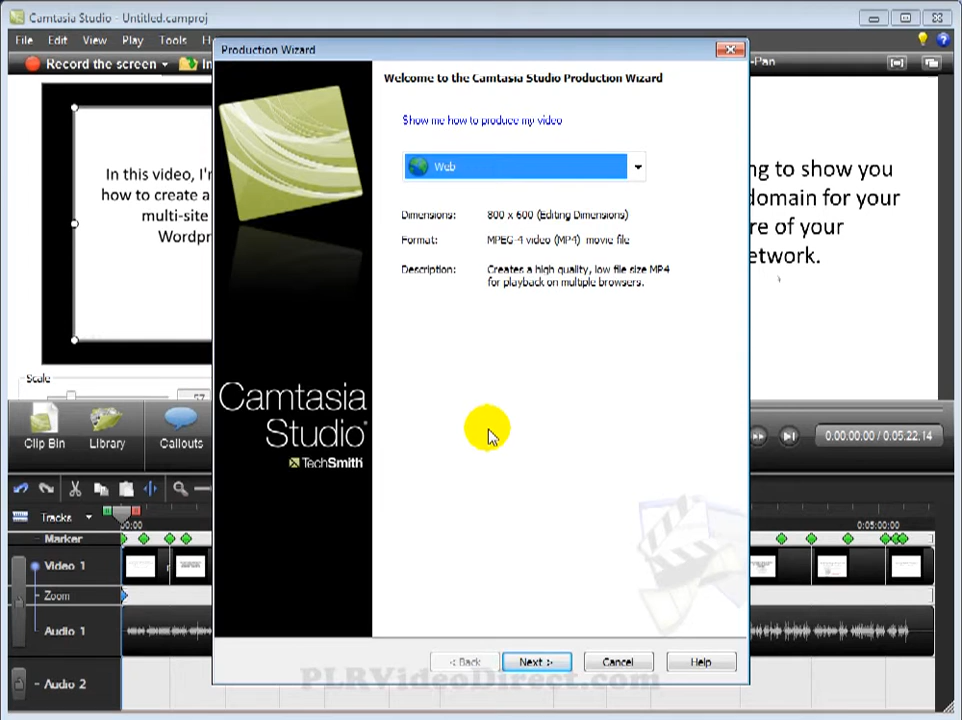 Camtasia Studio - Untitled.camproj
File Edit View Play Tools H
Record the screen
Production Wizard
Welcome to the Camtasia Studio Production Wizard
Show me how to produce my video
Web
Dimensions: 800 x 600 (Editing Dimensions)
Format: MPEG-4 video (MP4) movie file
Description: Creates a high quality, low file size MP4
for playback on multiple browsers.
Camtasia
Studio
TechSmith
< Back Next > Cancel Help
PLRVideoDirect.com
In this video, I'
how to create a
multi-site
Wordpr
-Pan
ng to show you
domain for your
re of your
etwork.
Scale
57
Clip Bin Library Callouts
0:00:00.00 / 0:05:22.14
Tracks
00:00 0:05:00:00
Marker
Video 1
Zoom
Audio 1
Audio 2